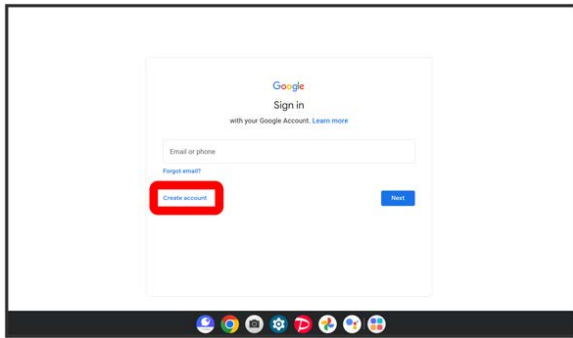 Google
Sign in
with your Google Account. Learn more
Email or phone
Forgot email?
Create account
Next